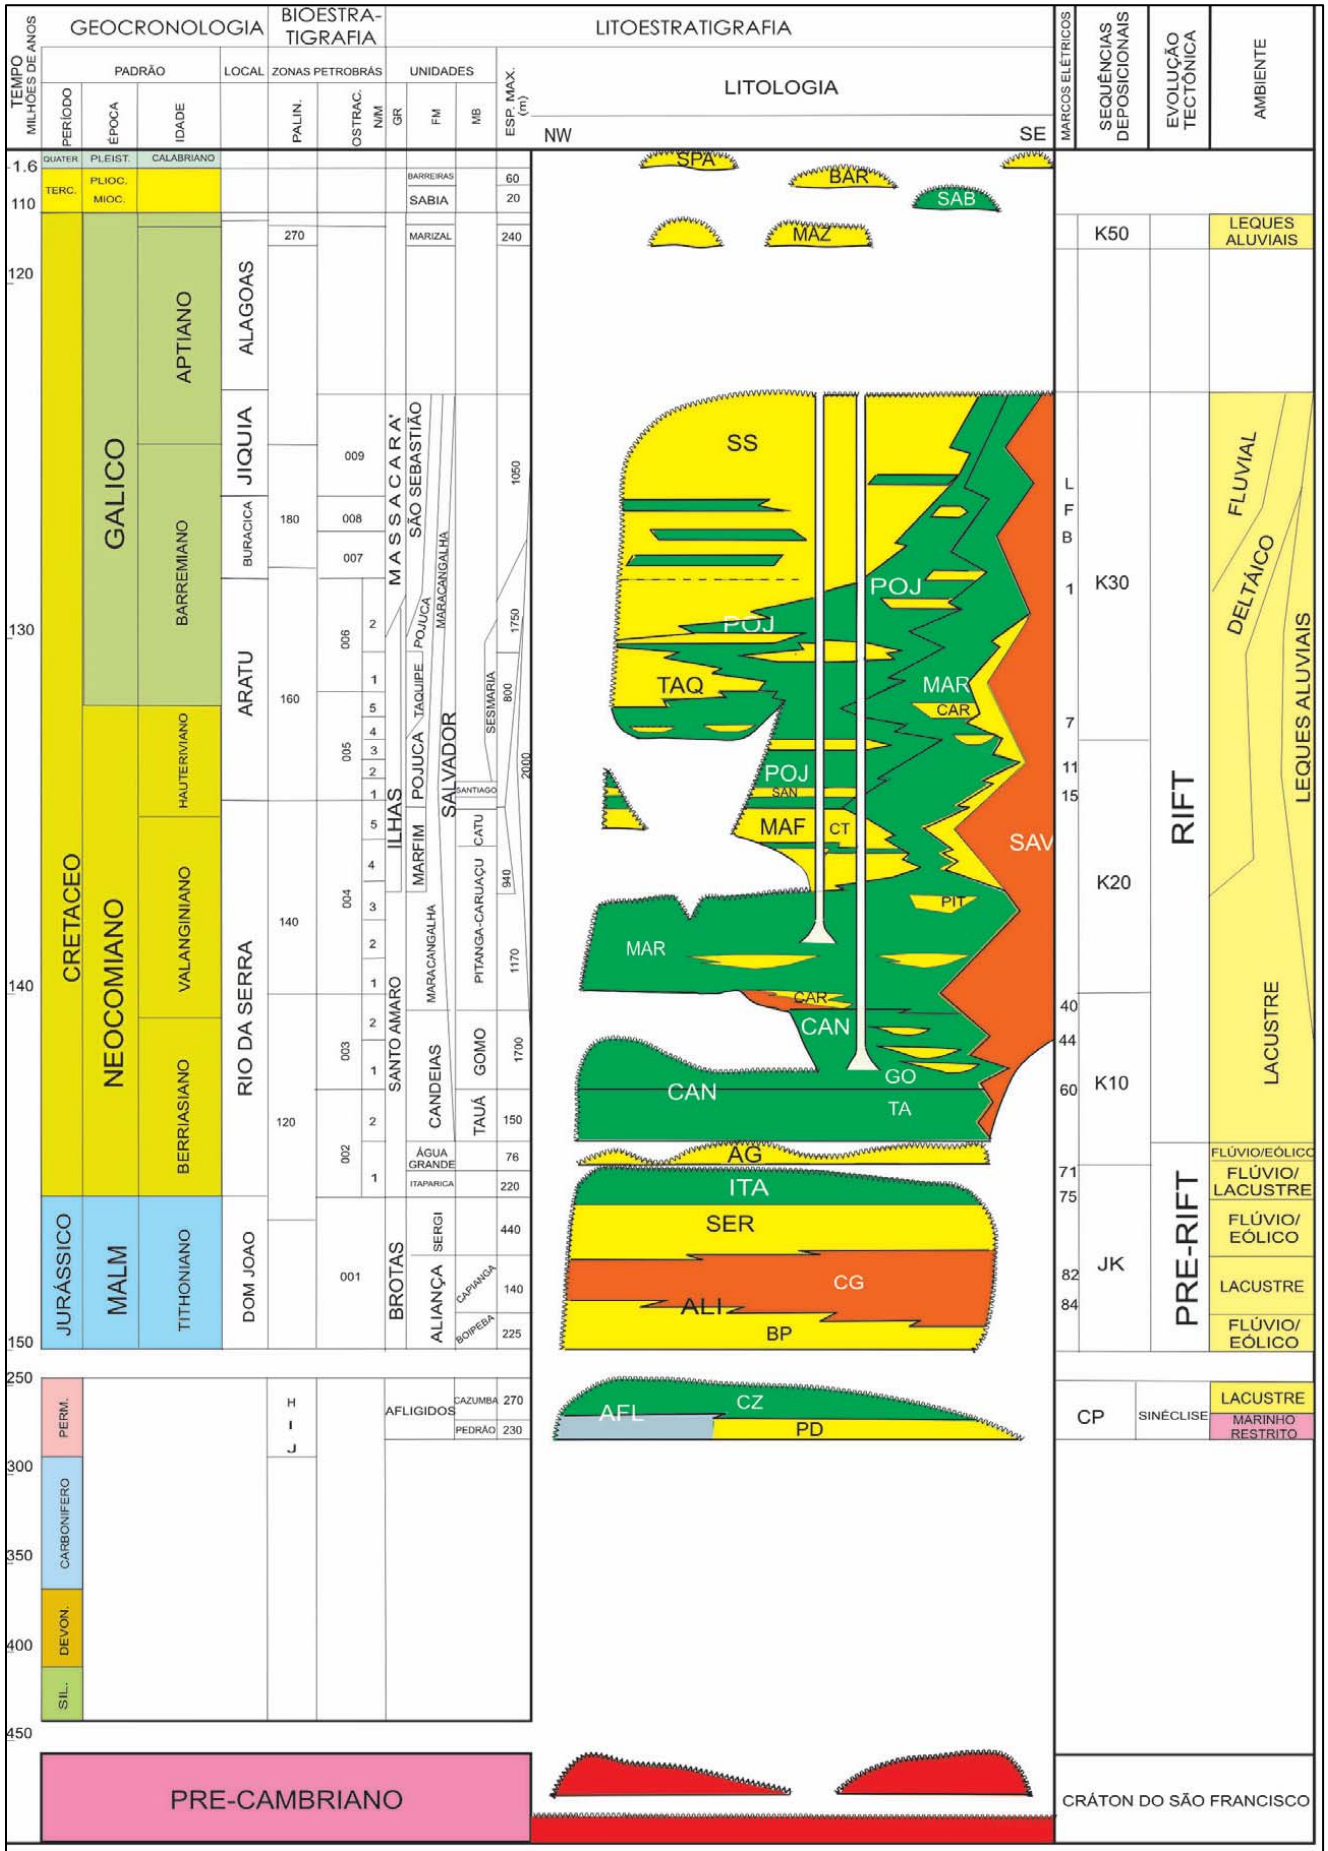 GEOCRONOLOGIA
BIOESTRA-
TIGRAFIA
LITOESTRATIGRAFIA
TEMPO
MILHÕES DE ANOS
PADRÃO
LOCAL
ZONAS PETROBRÁS
UNIDADES
ESP. MAX.
(m)
LITOLOGIA
MARCOS ELÉTRICOS
SEQUÊNCIAS
DEPOSICIONAIS
EVOLUÇÃO
TECTÔNICA
AMBIENTE
PERÍODO
ÉPOCA
IDADE
PALIN.
OSTRAC.
N/M
GR
FM
MB
NW
SE
1.6
QUATER.
PLEIST.
CALABRIANO
SPA
TERC.
PLIOC.
MIOC.
BARREIRAS
60
BAR
110
SABIA
20
SAB
270
MARIZAL
240
MAZ
K50
LEQUES
ALUVIAIS
120
CRETACEO
GALICO
APTIANO
ALAGOAS
JIQUIA
009
MASSACARA'
SÃO SEBASTIÃO
1050
SS
L
F
B
1
K30
FLUVIAL
BURACICA
180
008
007
BARREMIANO
MARACANGALHA
POJ
DELTÁICO
130
ARATU
006
2
1
POJUCA
1750
POJ
TAQUIPE
TAQ
MAR
CAR
160
SALVADOR
SESMARIA
800
7
LEQUES ALUVIAIS
HAUTERIVIANO
005
5
4
3
2
1
POJUCA
SANTIAGO
2000
POJ
SAN
11
15
RIFT
NEOCOMIANO
VALANGINIANO
RIO DA SERRA
004
5
4
3
2
1
ILHAS
MARFIM
CATU
940
MAF
CT
SAV
K20
140
MARACANGALHA
PITANGA-CARUAÇU
1170
MAR
PIT
140
CAR
40
BERRIASIANO
003
2
1
SANTO AMARO
CANDEIAS
GOMO
1700
CAN
44
GO
LACUSTRE
120
002
2
1
TAUÁ
150
CAN
TA
60
K10
ÁGUA
GRANDE
76
AG
FLÚVIO/EÓLICO
ITAPARICA
220
ITA
71
75
FLÚVIO/
LACUSTRE
JURÁSSICO
MALM
TITHONIANO
DOM JOAO
001
BROTAS
SERGI
440
SER
JK
PRE-RIFT
FLÚVIO/
EÓLICO
ALIANÇA
CAPIANGA
140
CG
82
LACUSTRE
ALI
84
BOIPEBA
225
BP
FLÚVIO/
EÓLICO
150
250
PERM.
H
I
J
AFLIGIDOS
CAZUMBA
270
AFL
CZ
CP
SINÉCLISE
LACUSTRE
PEDRÃO
230
PD
MARINHO
RESTRITO
300
CARBONIFERO
350
DEVON.
400
SIL.
450
PRE-CAMBRIANO
CRÁTON DO SÃO FRANCISCO